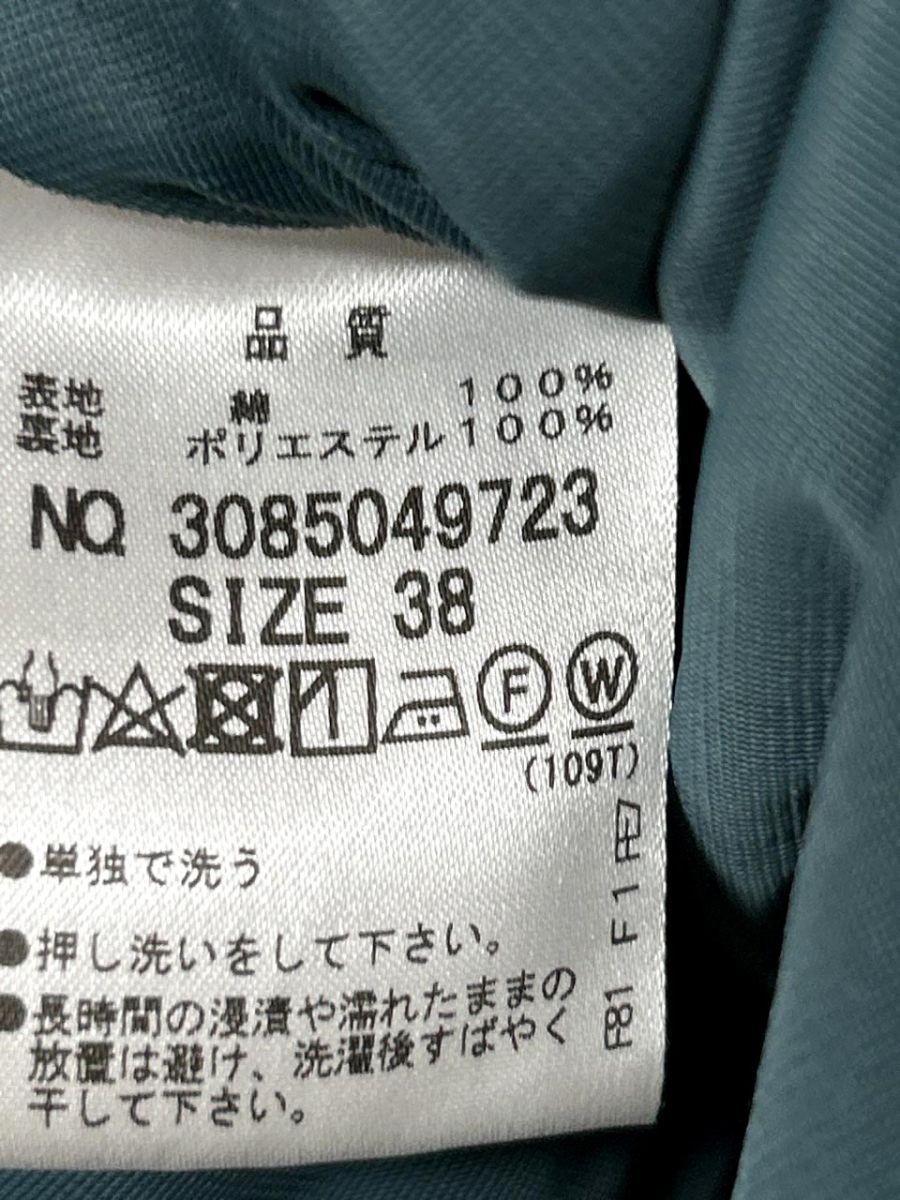 品 質
表地 綿 100%
裏地 ポリエステル 100%
NO. 3085049723
SIZE 38
F W
(109T)
●単独で洗う
●押し洗いをして下さい。
●長時間の浸漬や濡れたままの
放置は避け、洗濯後すばやく
干して下さい。